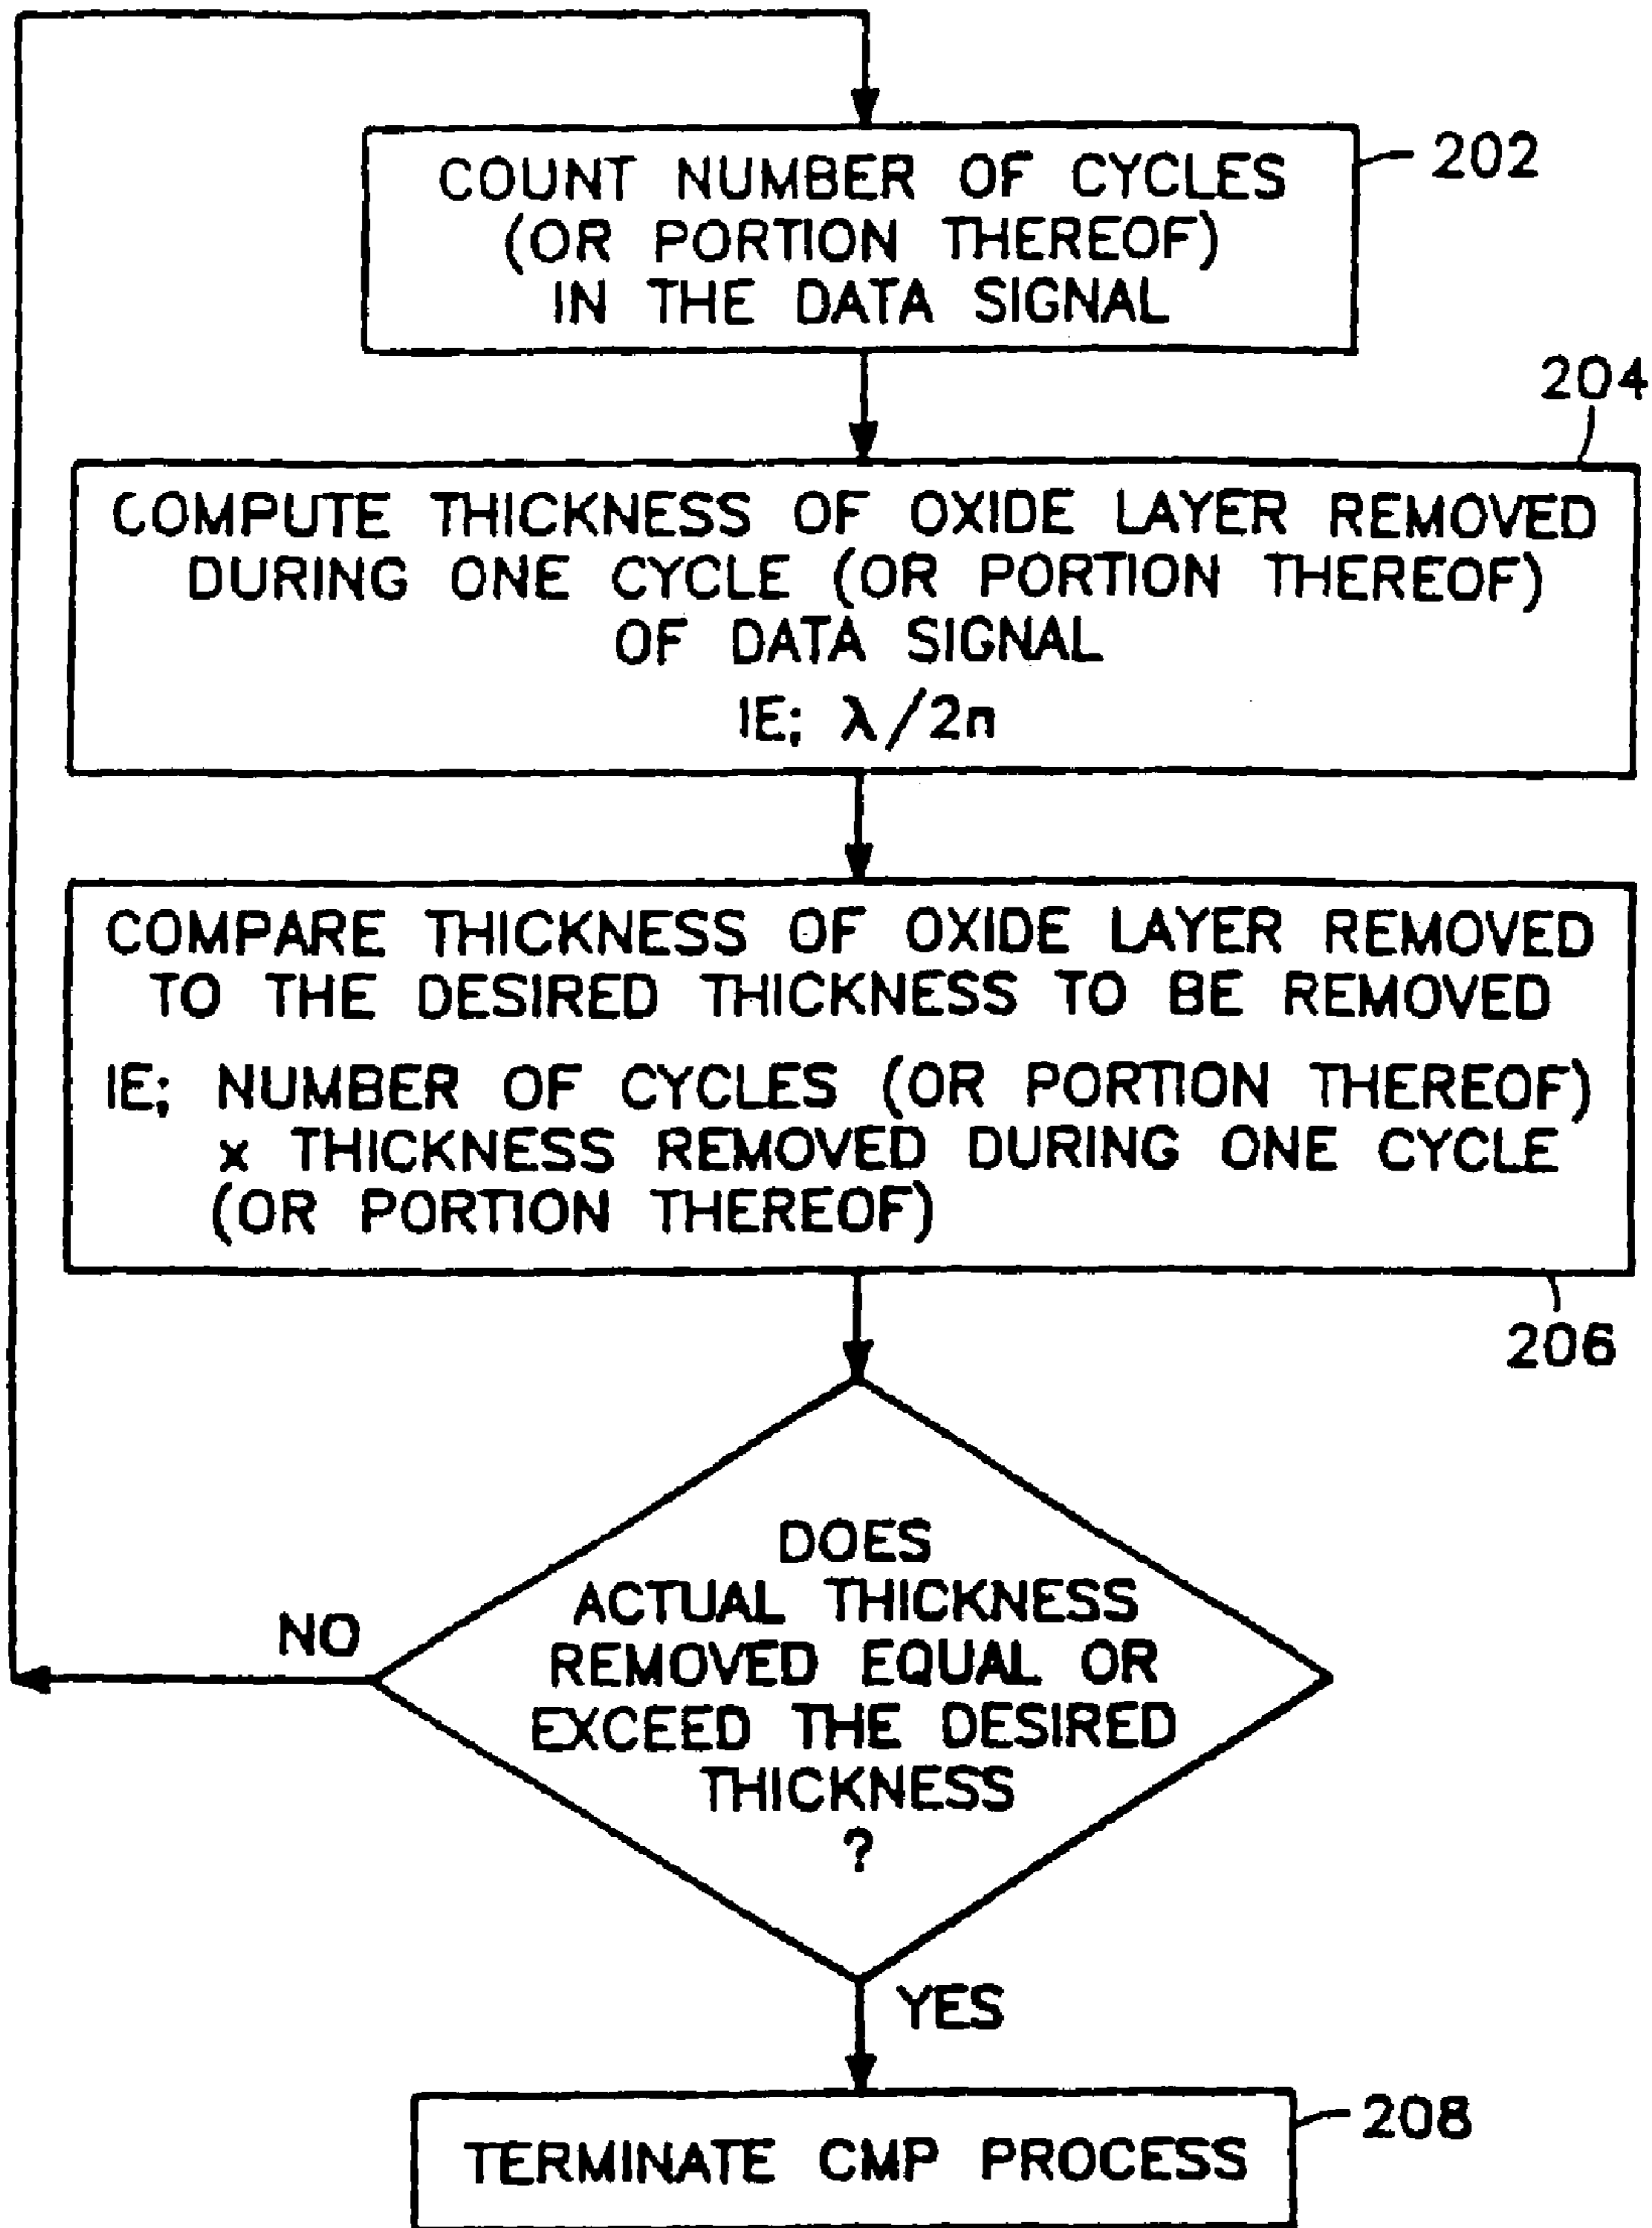 COUNT NUMBER OF CYCLES
(OR PORTION THEREOF)
IN THE DATA SIGNAL
202
204
COMPUTE THICKNESS OF OXIDE LAYER REMOVED
DURING ONE CYCLE (OR PORTION THEREOF)
OF DATA SIGNAL
IE; λ/2n
COMPARE THICKNESS OF OXIDE LAYER REMOVED
TO THE DESIRED THICKNESS TO BE REMOVED
IE; NUMBER OF CYCLES (OR PORTION THEREOF)
x THICKNESS REMOVED DURING ONE CYCLE
(OR PORTION THEREOF)
206
DOES
ACTUAL THICKNESS
REMOVED EQUAL OR
EXCEED THE DESIRED
THICKNESS
?
NO
YES
TERMINATE CMP PROCESS
208